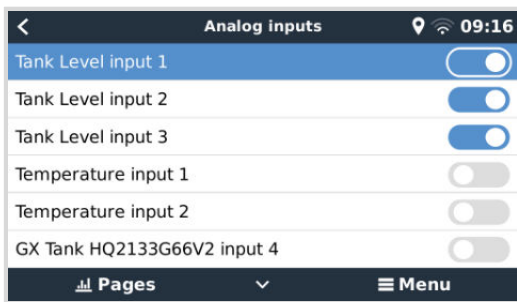 Analog inputs 09:16
Tank Level input 1
Tank Level input 2
Tank Level input 3
Temperature input 1
Temperature input 2
GX Tank HQ2133G66V2 input 4
Pages Menu